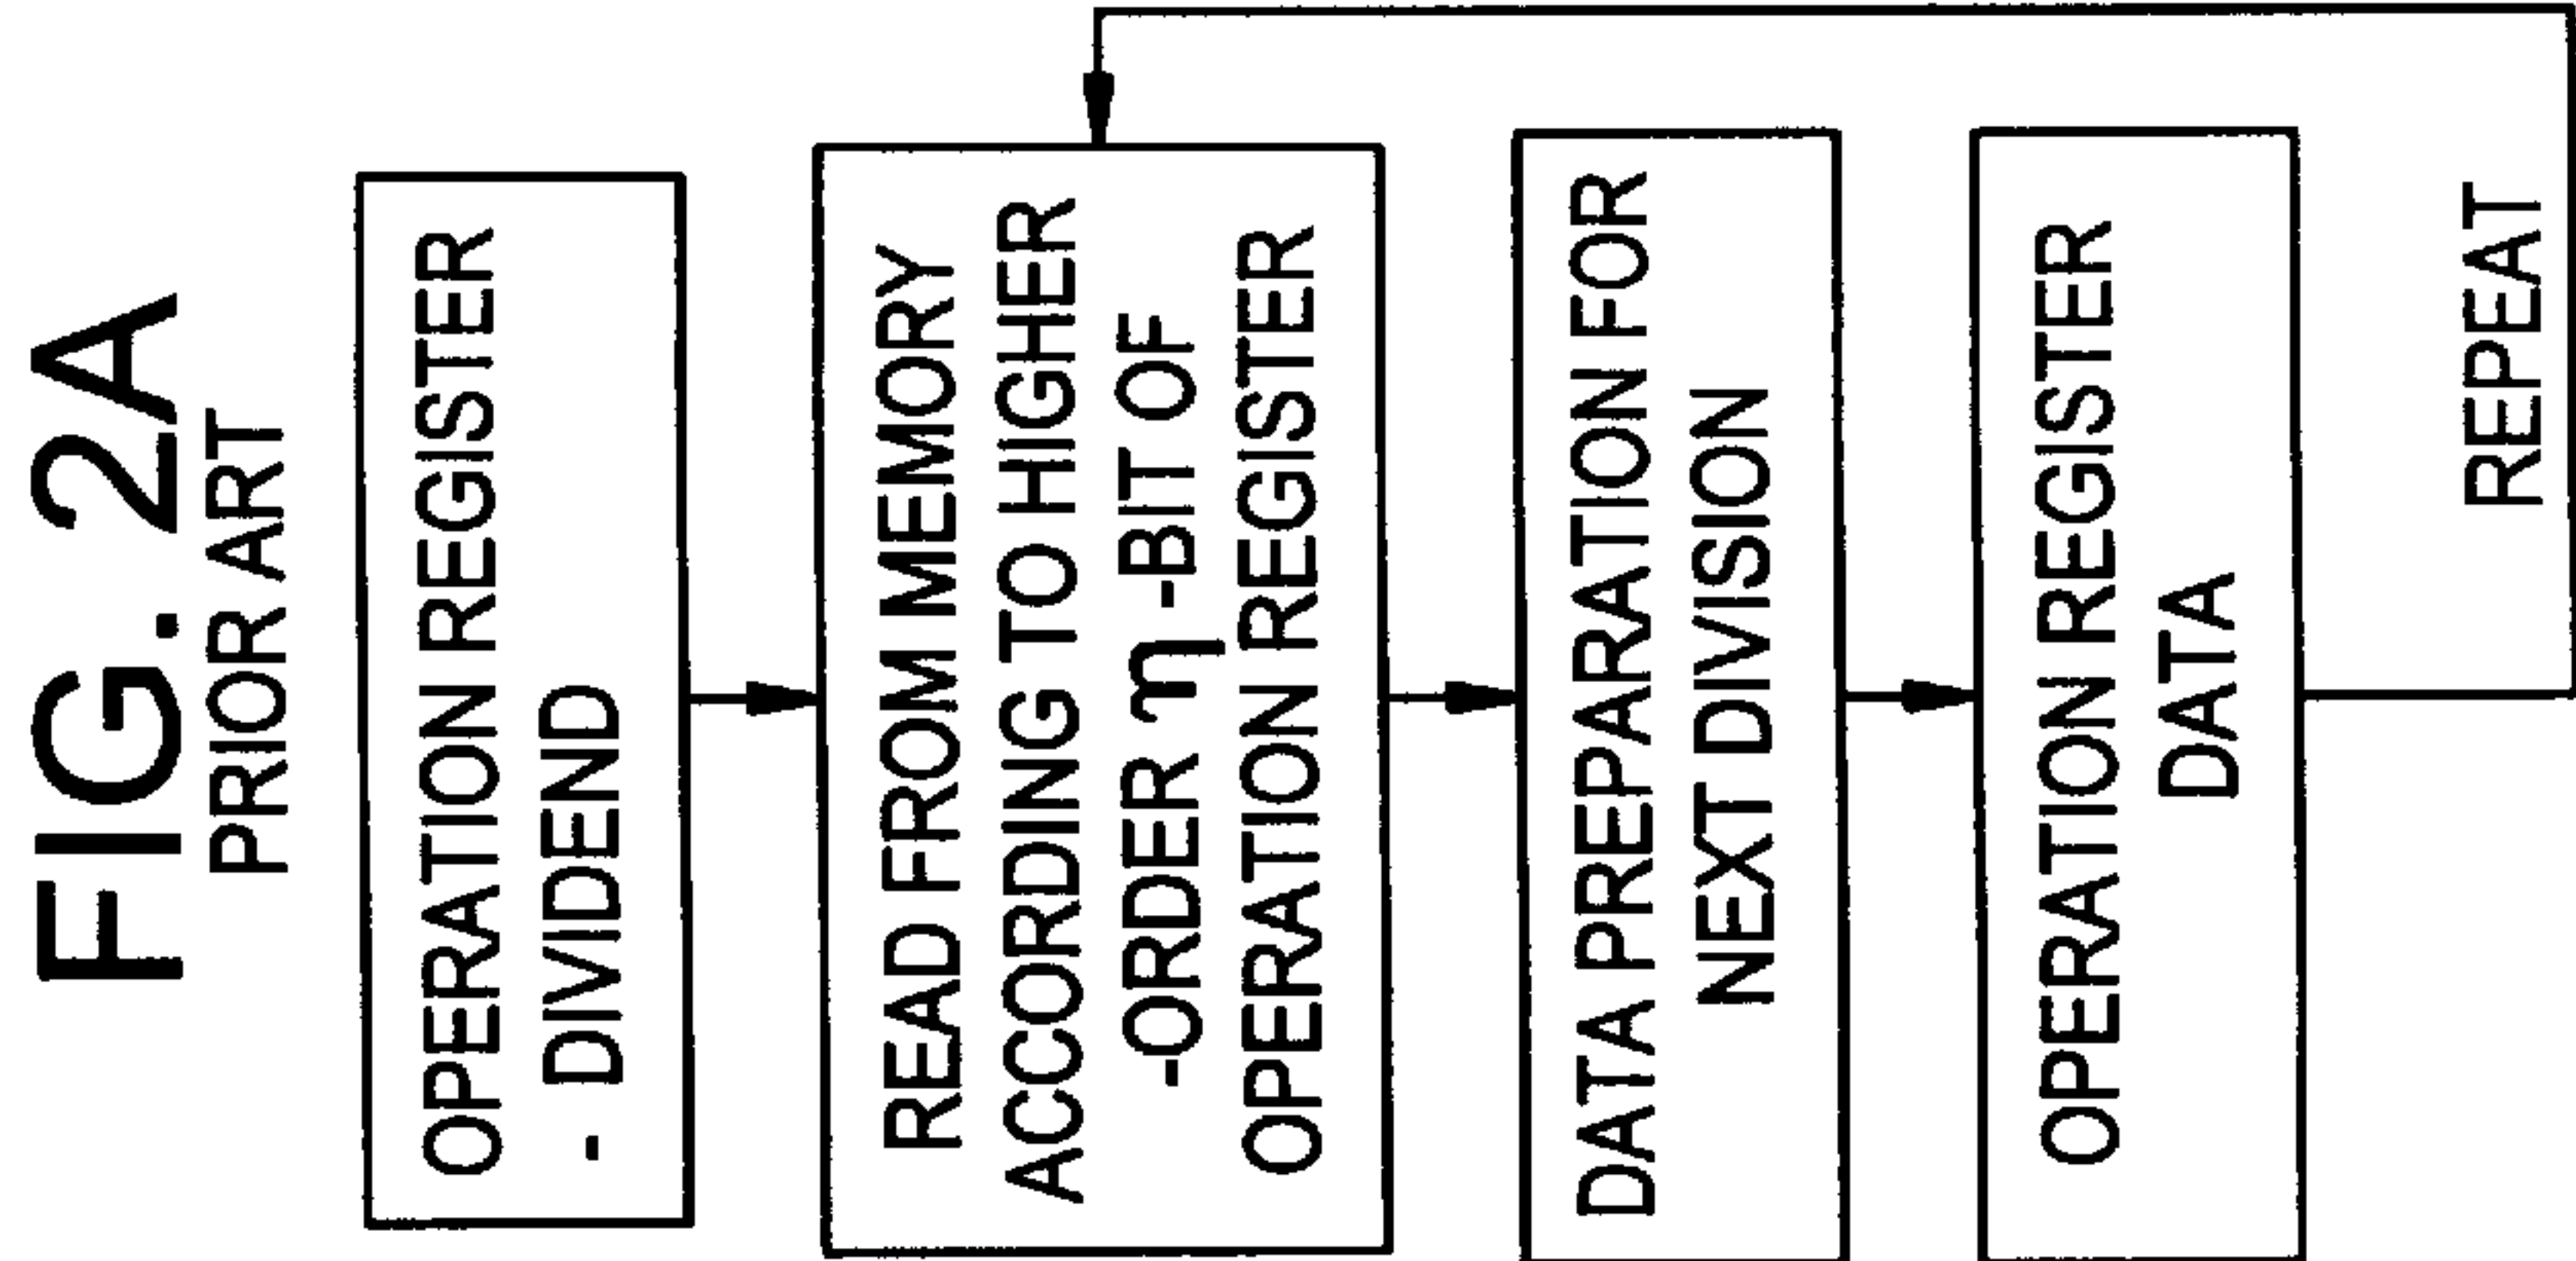 FIG. 2A
PRIOR ART
OPERATION REGISTER
- DIVIDEND
READ FROM MEMORY
ACCORDING TO HIGHER
-ORDER η -BIT OF
OPERATION REGISTER
DATA PREPARATION FOR
NEXT DIVISION
OPERATION REGISTER
DATA
REPEAT